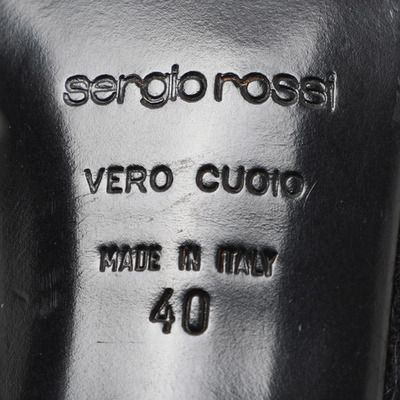 sergio rossi
VERO CUOIO
MADE IN ITALY
40